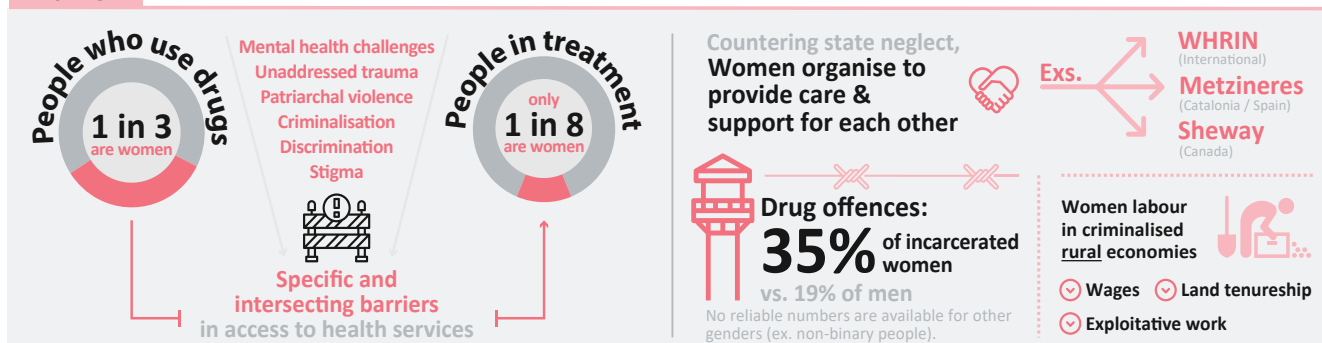 People who use drugs
1 in 3
are women
Mental health challenges
Unaddressed trauma
Patriarchal violence
Criminalisation
Discrimination
Stigma
People in treatment
only
1 in 8
are women
Specific and
intersecting barriers
in access to health services
Countering state neglect,
Women organise to
provide care &
support for each other
Exs.
WHRIN
(International)
Metzineres
(Catalonia / Spain)
Sheway
(Canada)
Drug offences:
35% of incarcerated
women
vs. 19% of men
No reliable numbers are available for other
genders (ex. non-binary people).
Women labour
in criminalised
rural economies
Wages
Land tenureship
Exploitative work